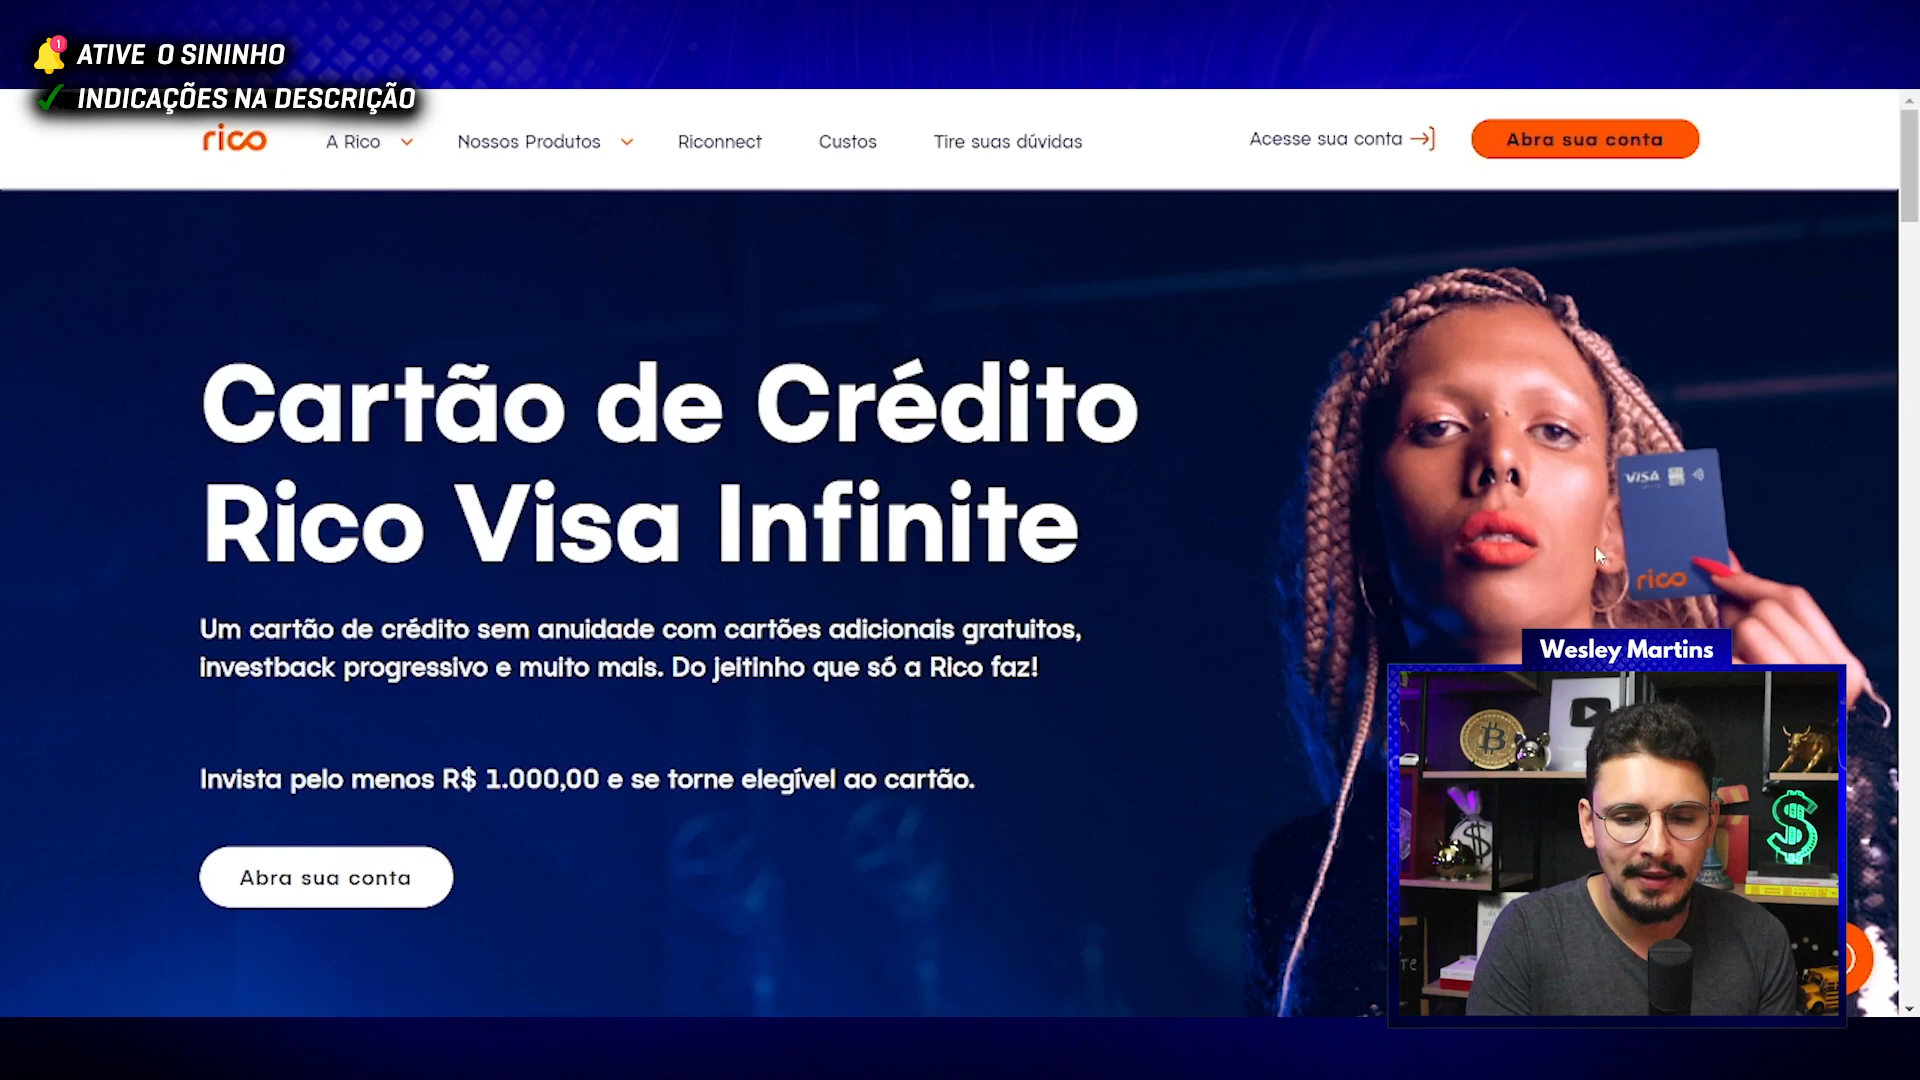 ATIVE O SININHO
INDICAÇÕES NA DESCRIÇÃO
rico
A Rico
Nossos Produtos
Riconnect
Custos
Tire suas dúvidas
Acesse sua conta
Abra sua conta
Cartão de Crédito
Rico Visa Infinite
Um cartão de crédito sem anuidade com cartões adicionais gratuitos,
investback progressivo e muito mais. Do jeitinho que só a Rico faz!
Invista pelo menos R$ 1.000,00 e se torne elegível ao cartão.
Abra sua conta
VISA
rico
Wesley Martins